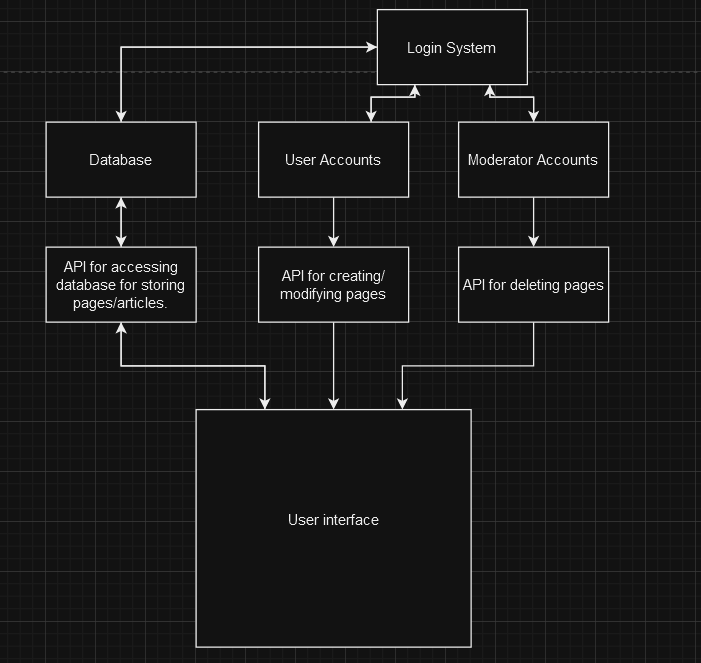 Login System
Database
User Accounts
Moderator Accounts
API for accessing
database for storing
pages/articles.
API for creating/
modifying pages
API for deleting pages
User interface